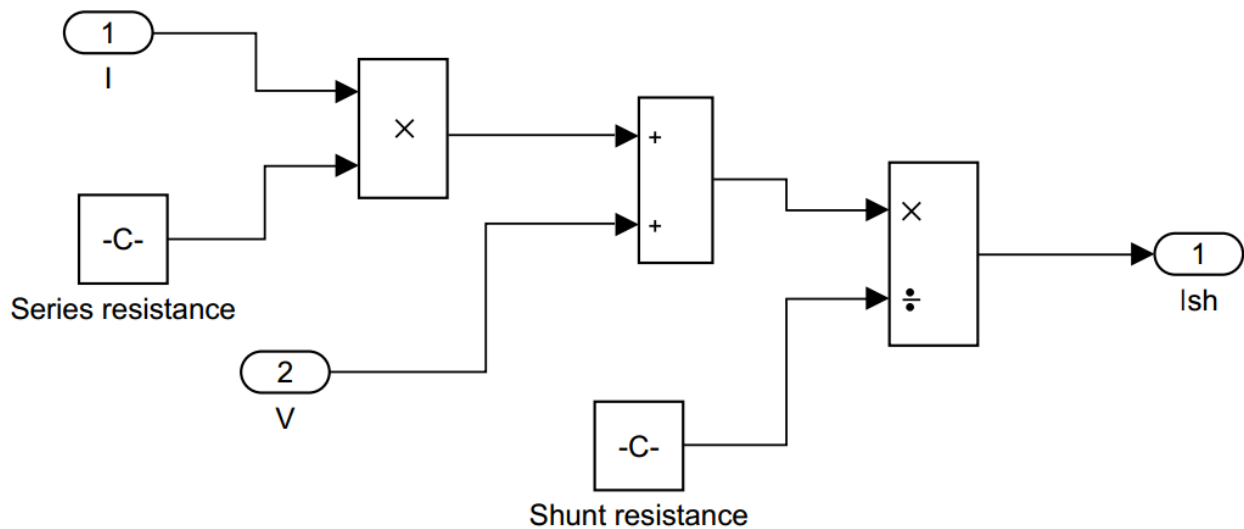 1
I
×
-C-
Series resistance
+
+
2
V
×
÷
-C-
Shunt resistance
1
Ish